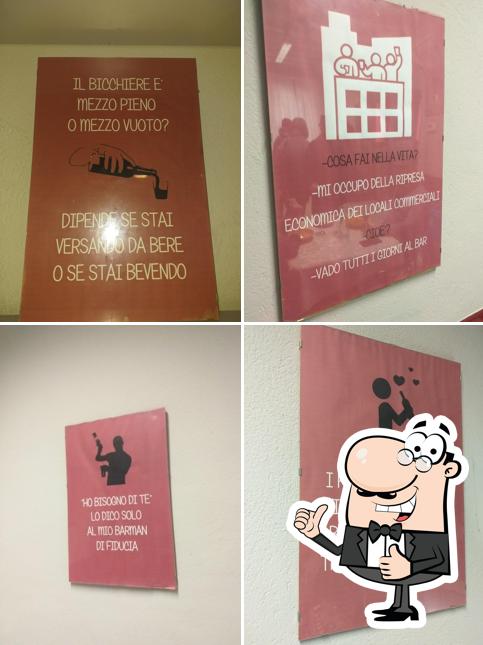 IL BICCHIERE E'
MEZZO PIENO
O MEZZO VUOTO?
DIPENDE SE STAI
VERSANDO DA BERE
O SE STAI BEVENDO
-COSA FAI NELLA VITA?
-MI OCCUPO DELLA RIPRESA
ECONOMICA DEI LOCALI COMMERCIALI
-CIOÈ?
-VADO TUTTI I GIORNI AL BAR
"HO BISOGNO DI TE"
LO DICO SOLO
AL MIO BARMAN
DI FIDUCIA